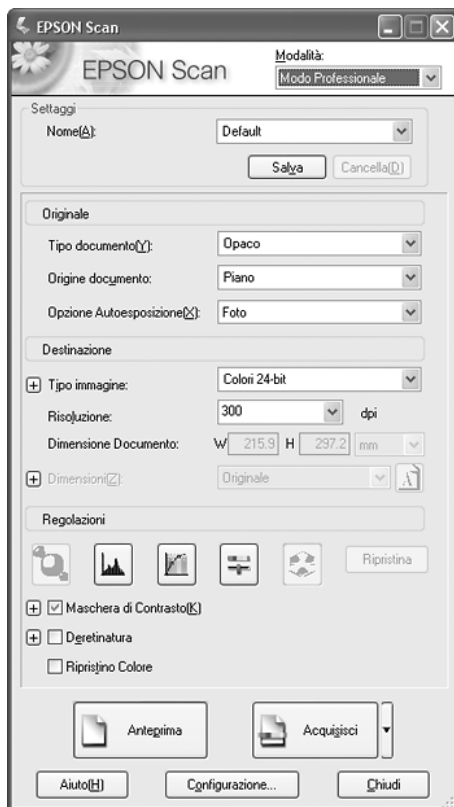 EPSON Scan
EPSON Scan
Modalità:
Modo Professionale
Settaggi
Nome(A): Default
Salva Cancella(D)
Originale
Tipo documento(Y): Opaco
Origine documento: Piano
Opzione Autoesposizione(X): Foto
Destinazione
Tipo immagine: Colori 24-bit
Risoluzione: 300 dpi
Dimensione Documento: W 215.9 H 297.2 mm
Dimensioni(Z): Originale
Regolazioni
Ripristina
Maschera di Contrasto(K)
Deretinatura
Ripristino Colore
Anteprima Acquisisci
Aiuto(H) Configurazione... Chiudi